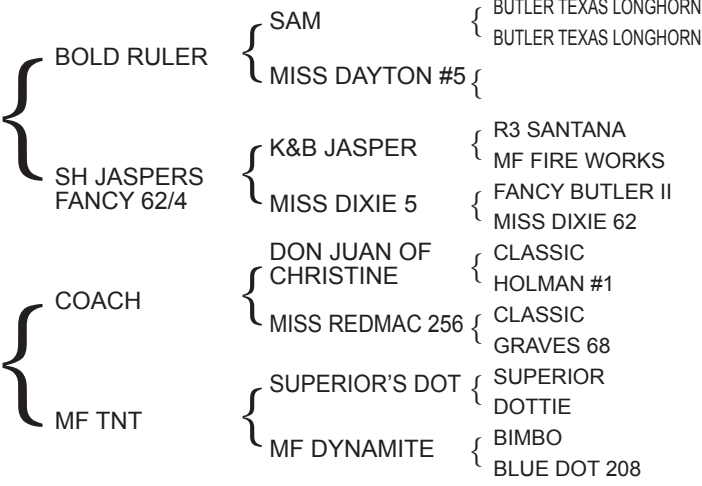 BUTLER TEXAS LONGHORN
SAM
BUTLER TEXAS LONGHORN
BOLD RULER
MISS DAYTON #5
R3 SANTANA
K&B JASPER
MF FIRE WORKS
SH JASPERS
FANCY 62/4
FANCY BUTLER II
MISS DIXIE 5
MISS DIXIE 62
DON JUAN OF
CHRISTINE
CLASSIC
HOLMAN #1
COACH
CLASSIC
MISS REDMAC 256
GRAVES 68
SUPERIOR
SUPERIOR’S DOT
DOTTIE
MF TNT
BIMBO
MF DYNAMITE
BLUE DOT 208